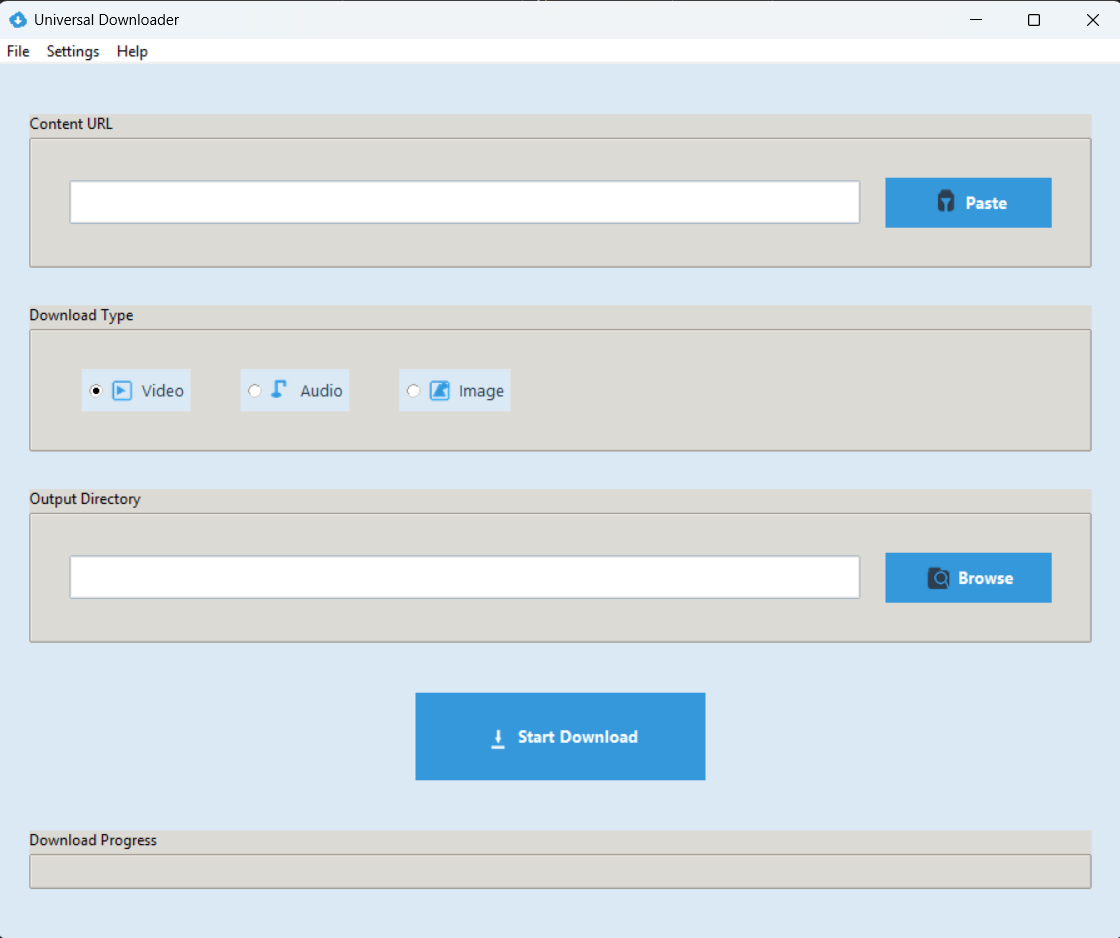 Universal Downloader
File Settings Help
Content URL
Paste
Download Type
Video Audio Image
Output Directory
Browse
Start Download
Download Progress